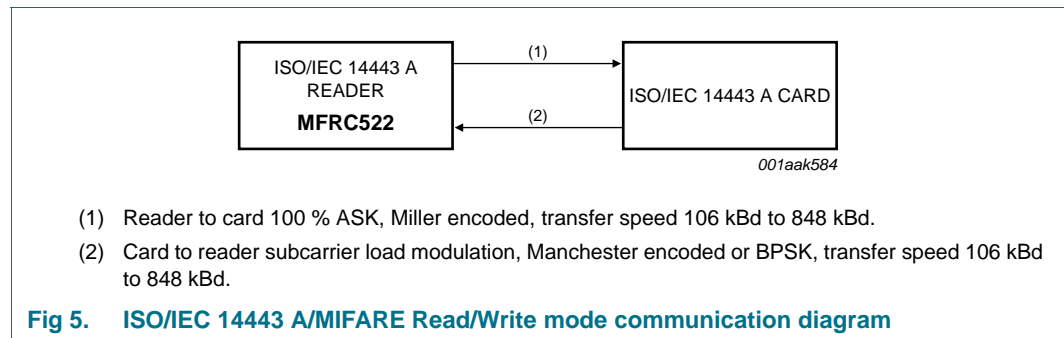 ISO/IEC 14443 A
READER
MFRC522
(1)
(2)
ISO/IEC 14443 A CARD
001aak584
(1) Reader to card 100 % ASK, Miller encoded, transfer speed 106 kBd to 848 kBd.
(2) Card to reader subcarrier load modulation, Manchester encoded or BPSK, transfer speed 106 kBd
to 848 kBd.
Fig 5. ISO/IEC 14443 A/MIFARE Read/Write mode communication diagram